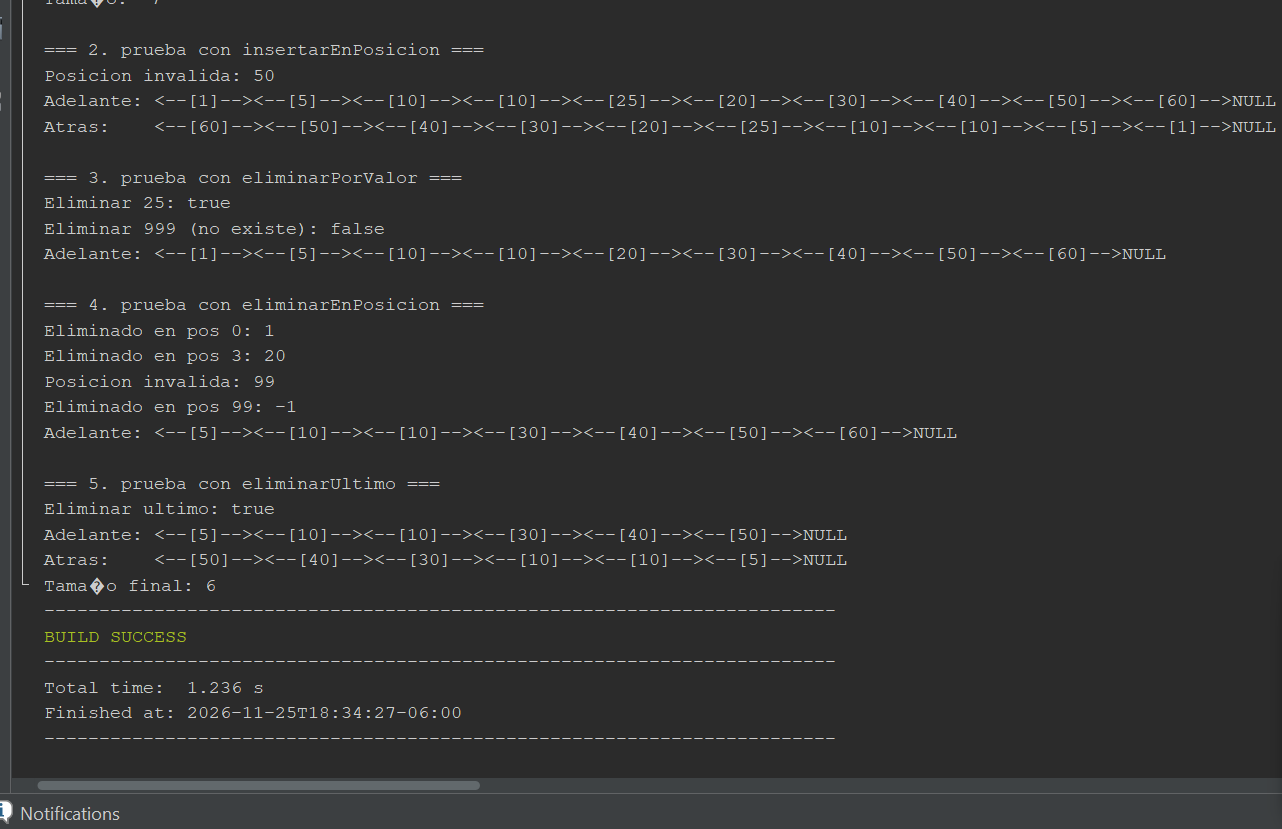 Tama�o: 7
=== 2. prueba con insertarEnPosicion ===
Posicion invalida: 50
Adelante: <--[1]--><--[5]--><--[10]--><--[10]--><--[25]--><--[20]--><--[30]--><--[40]--><--[50]--><--[60]-->NULL
Atras:    <--[60]--><--[50]--><--[40]--><--[30]--><--[20]--><--[25]--><--[10]--><--[10]--><--[5]--><--[1]-->NULL
=== 3. prueba con eliminarPorValor ===
Eliminar 25: true
Eliminar 999 (no existe): false
Adelante: <--[1]--><--[5]--><--[10]--><--[10]--><--[20]--><--[30]--><--[40]--><--[50]--><--[60]-->NULL
=== 4. prueba con eliminarEnPosicion ===
Eliminado en pos 0: 1
Eliminado en pos 3: 20
Posicion invalida: 99
Eliminado en pos 99: -1
Adelante: <--[5]--><--[10]--><--[10]--><--[30]--><--[40]--><--[50]--><--[60]-->NULL
=== 5. prueba con eliminarUltimo ===
Eliminar ultimo: true
Adelante: <--[5]--><--[10]--><--[10]--><--[30]--><--[40]--><--[50]-->NULL
Atras:    <--[50]--><--[40]--><--[30]--><--[10]--><--[10]--><--[5]-->NULL
Tama�o final: 6
------------------------------------------------------------------------
BUILD SUCCESS
------------------------------------------------------------------------
Total time:  1.236 s
Finished at: 2026-11-25T18:34:27-06:00
------------------------------------------------------------------------
Notifications